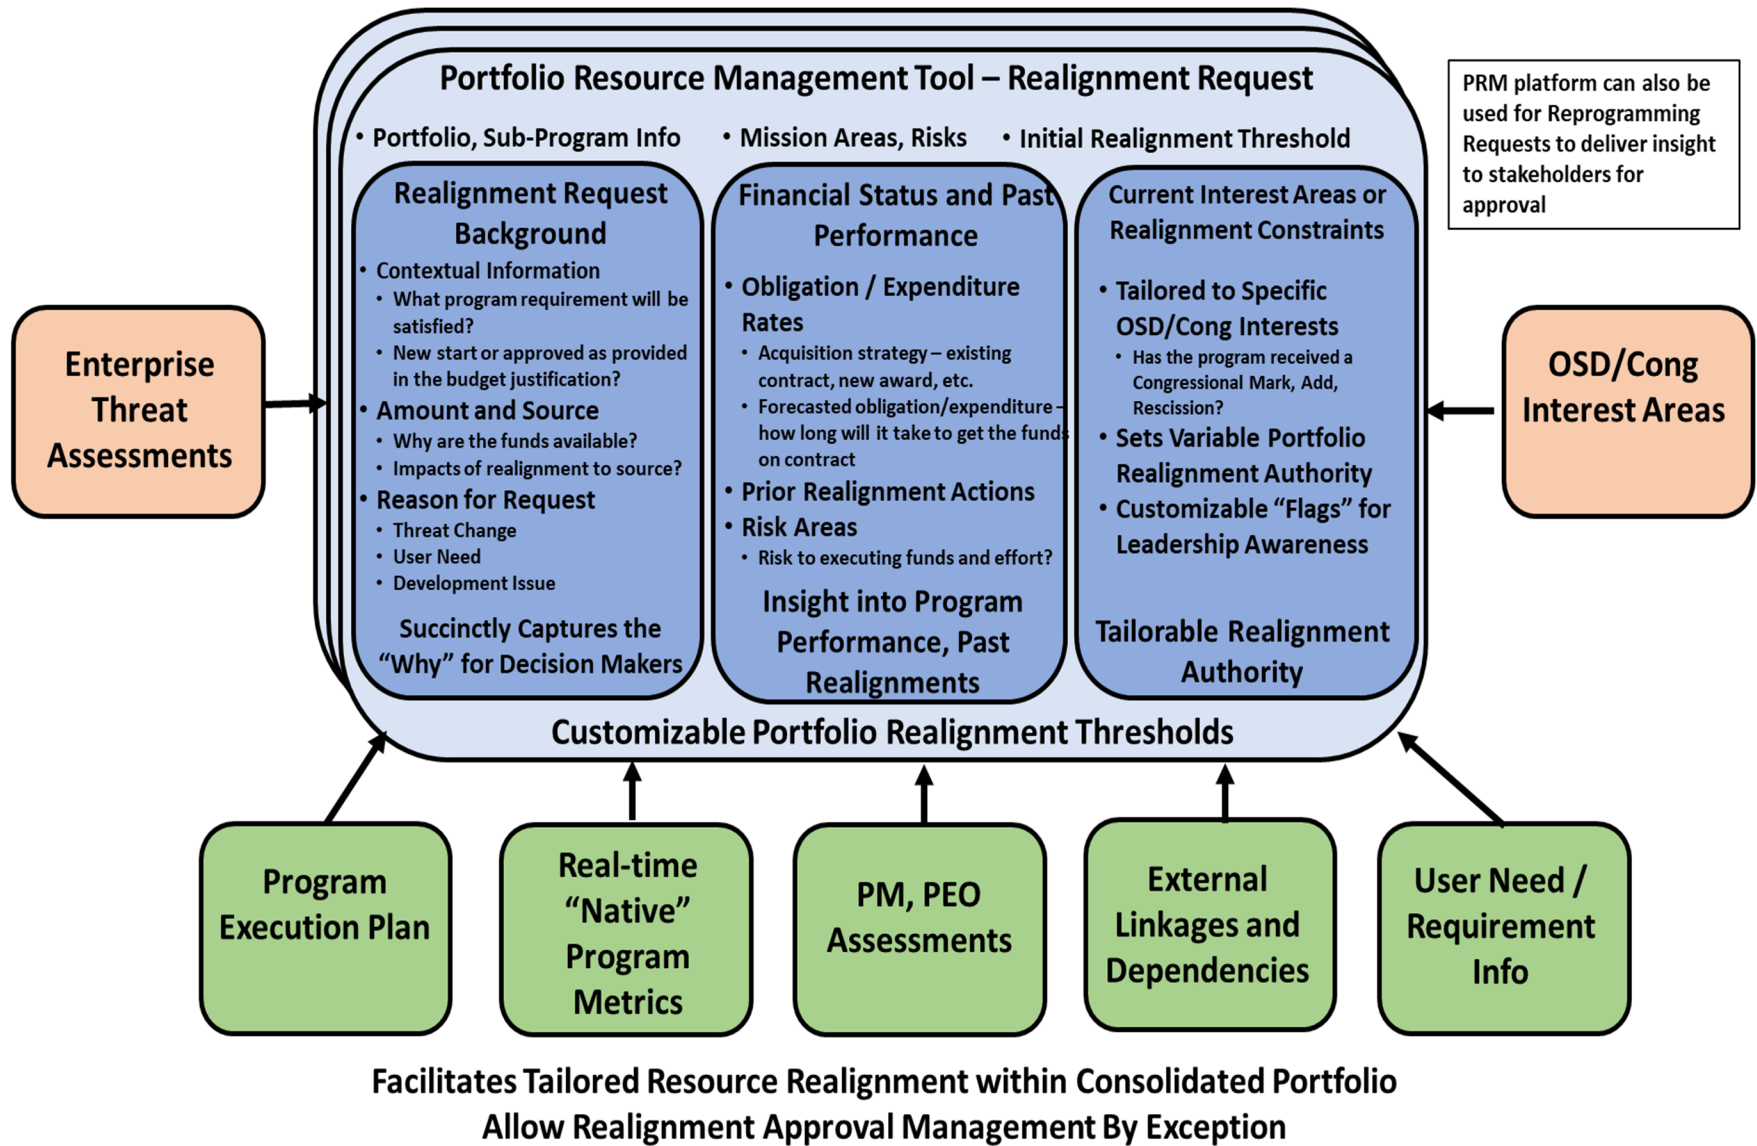 Portfolio Resource Management Tool – Realignment Request
• Portfolio, Sub-Program Info
• Mission Areas, Risks
• Initial Realignment Threshold
PRM platform can also be
used for Reprogramming
Requests to deliver insight
to stakeholders for
approval
Enterprise
Threat
Assessments
Realignment Request
Background
• Contextual Information
• What program requirement will be
satisfied?
• New start or approved as provided
in the budget justification?
• Amount and Source
• Why are the funds available?
• Impacts of realignment to source?
• Reason for Request
• Threat Change
• User Need
• Development Issue
Succinctly Captures the
“Why” for Decision Makers
Financial Status and Past
Performance
• Obligation / Expenditure
Rates
• Acquisition strategy – existing
contract, new award, etc.
• Forecasted obligation/expenditure –
how long will it take to get the funds
on contract
• Prior Realignment Actions
• Risk Areas
• Risk to executing funds and effort?
Insight into Program
Performance, Past
Realignments
Current Interest Areas or
Realignment Constraints
• Tailored to Specific
OSD/Cong Interests
• Has the program received a
Congressional Mark, Add,
Rescission?
• Sets Variable Portfolio
Realignment Authority
• Customizable “Flags” for
Leadership Awareness
Tailorable Realignment
Authority
OSD/Cong
Interest Areas
Customizable Portfolio Realignment Thresholds
Program
Execution Plan
Real-time
“Native”
Program
Metrics
PM, PEO
Assessments
External
Linkages and
Dependencies
User Need /
Requirement
Info
Facilitates Tailored Resource Realignment within Consolidated Portfolio
Allow Realignment Approval Management By Exception